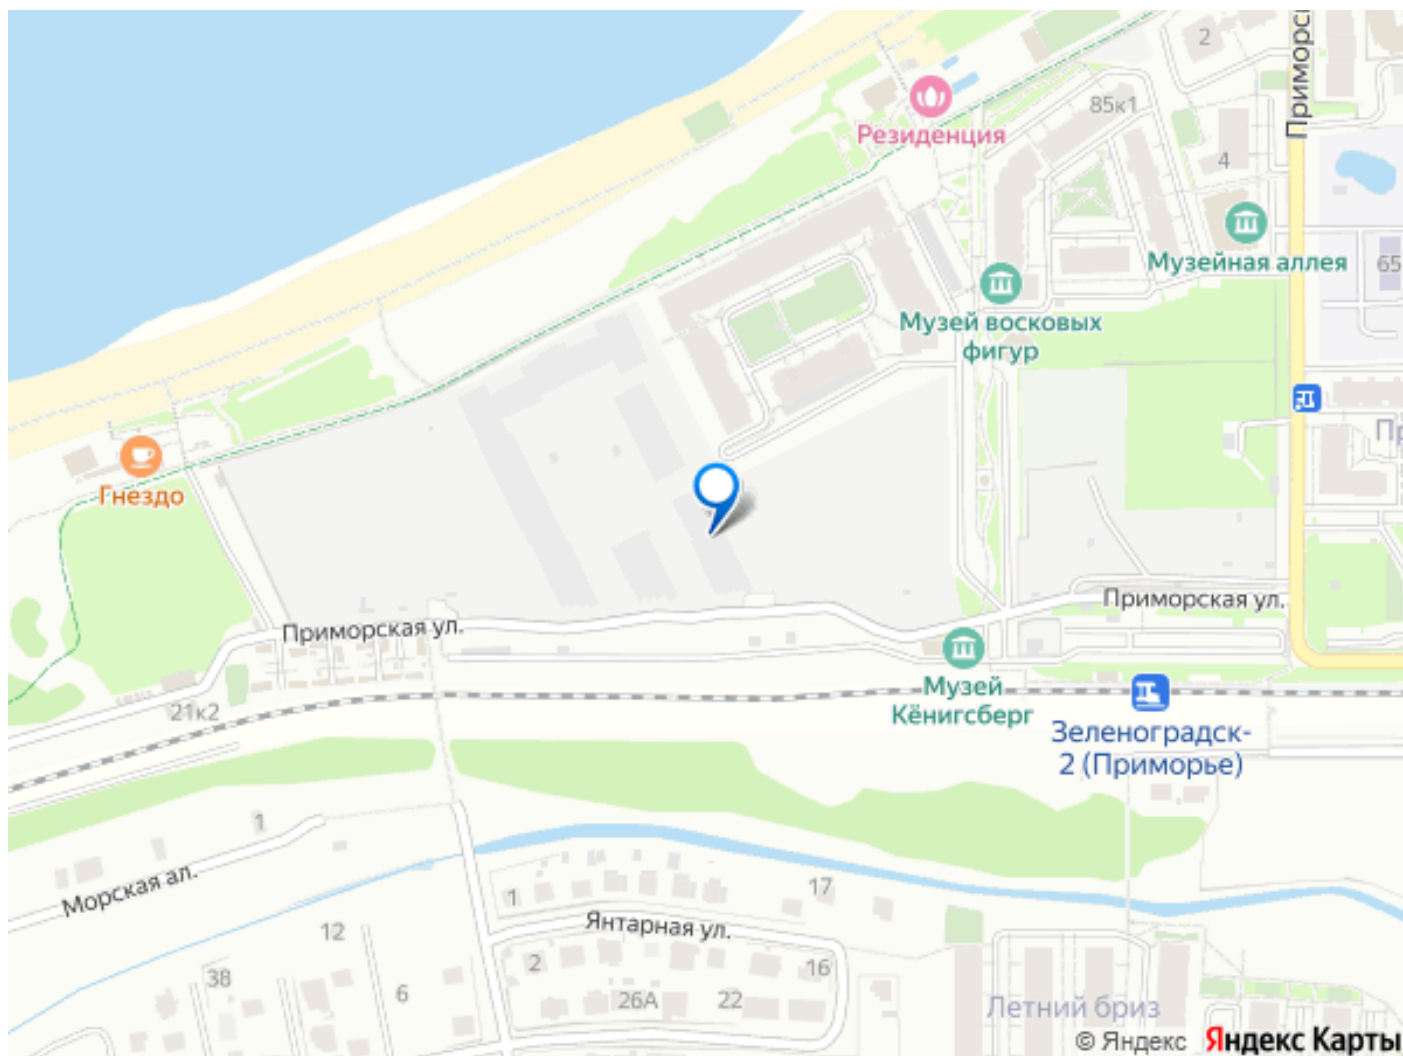 Приморс
2
85к1
Резиденция
4
Музейная аллея
65
Музей восковых
фигур
Пр
Гнездо
Приморская ул.
Приморская ул.
21к2
Музей
Кёнигсберг
Зеленоградск-
2 (Приморье)
1
Морская ал.
1
17
Янтарная ул.
12
2
16
38
6
26А
22
Летний бриз
© Яндекс Яндекс Карты